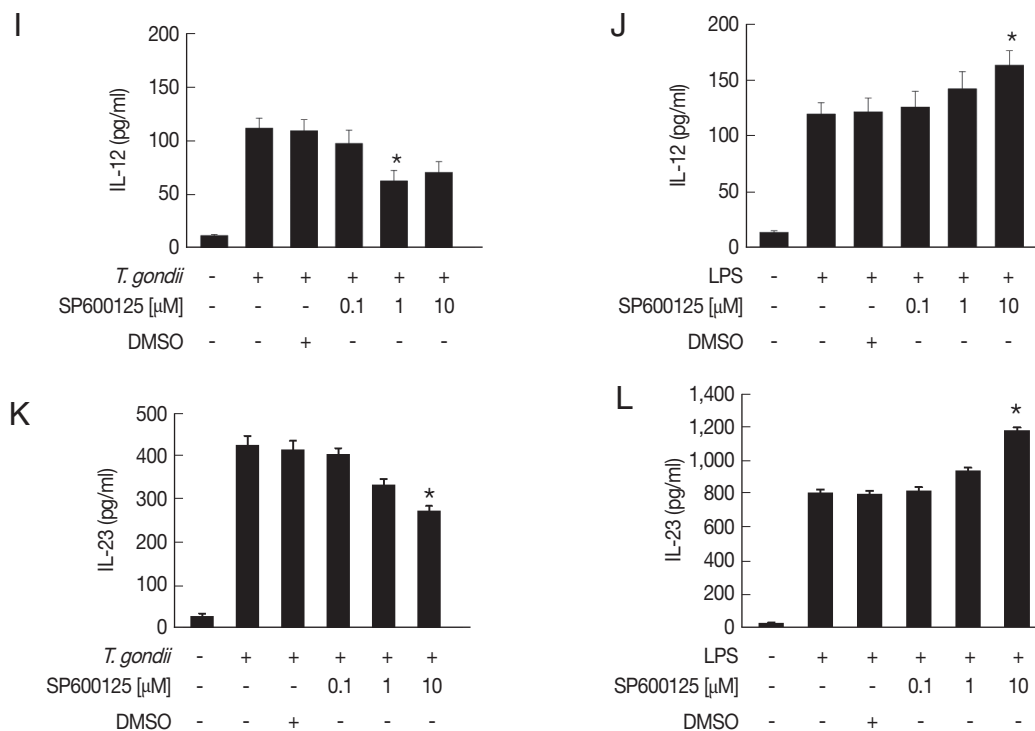 I
IL-12 (pg/ml)
200
150
100
50
0
*
T. gondii - + + + + +
SP600125 [μM] - - - 0.1 1 10
DMSO - - + - - -
J
IL-12 (pg/ml)
200
150
100
50
0
*
LPS - + + + + +
SP600125 [μM] - - - 0.1 1 10
DMSO - - + - - -
K
IL-23 (pg/ml)
500
400
300
200
100
0
*
T. gondii - + + + + +
SP600125 [μM] - - - 0.1 1 10
DMSO - - + - - -
L
IL-23 (pg/ml)
1,400
1,200
1,000
800
600
400
200
0
*
LPS - + + + + +
SP600125 [μM] - - - 0.1 1 10
DMSO - - + - - -